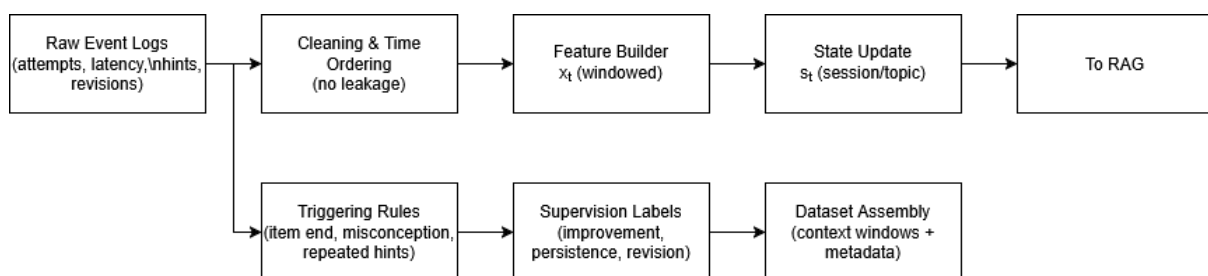 Raw Event Logs
(attempts, latency,\nhints,
revisions)
Cleaning & Time
Ordering
(no leakage)
Feature Builder
x_t (windowed)
State Update
s_t (session/topic)
To RAG
Triggering Rules
(item end, misconception,
repeated hints)
Supervision Labels
(improvement,
persistence, revision)
Dataset Assembly
(context windows +
metadata)